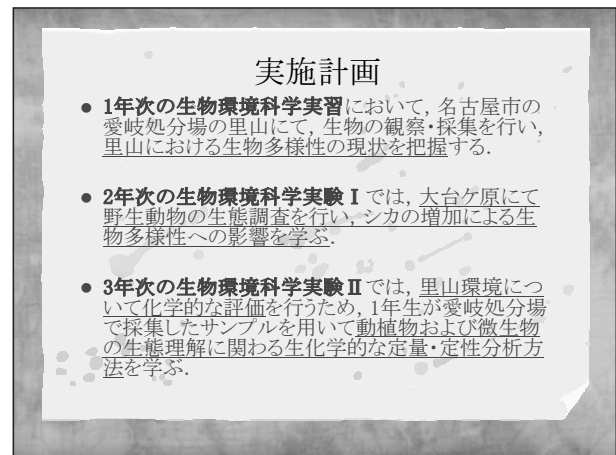 実施計画
● 1年次の生物環境科学実習において, 名古屋市の
愛岐処分場の里山にて, 生物の観察・採集を行い,
里山における生物多様性の現状を把握する.
● 2年次の生物環境科学実験Ⅰでは, 大台ケ原にて
野生動物の生態調査を行い, シカの増加による生
物多様性への影響を学ぶ.
● 3年次の生物環境科学実験Ⅱでは, 里山環境につ
いて化学的な評価を行うため, 1年生が愛岐処分場
で採集したサンプルを用いて動植物および微生物
の生態理解に関わる生化学的な定量・定性分析方
法を学ぶ.